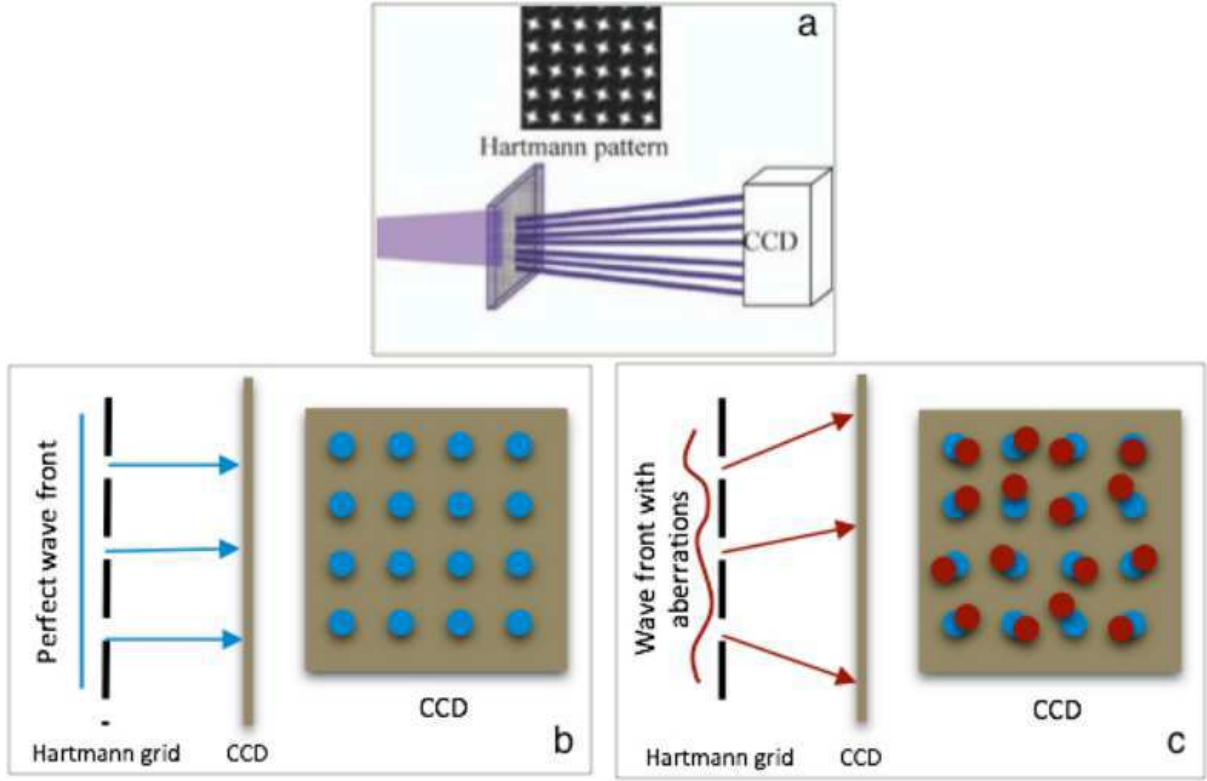 a
Hartmann pattern
CCD
Perfect wave front
CCD
Hartmann grid
CCD
b
Wave front with
aberrations
CCD
Hartmann grid
CCD
c